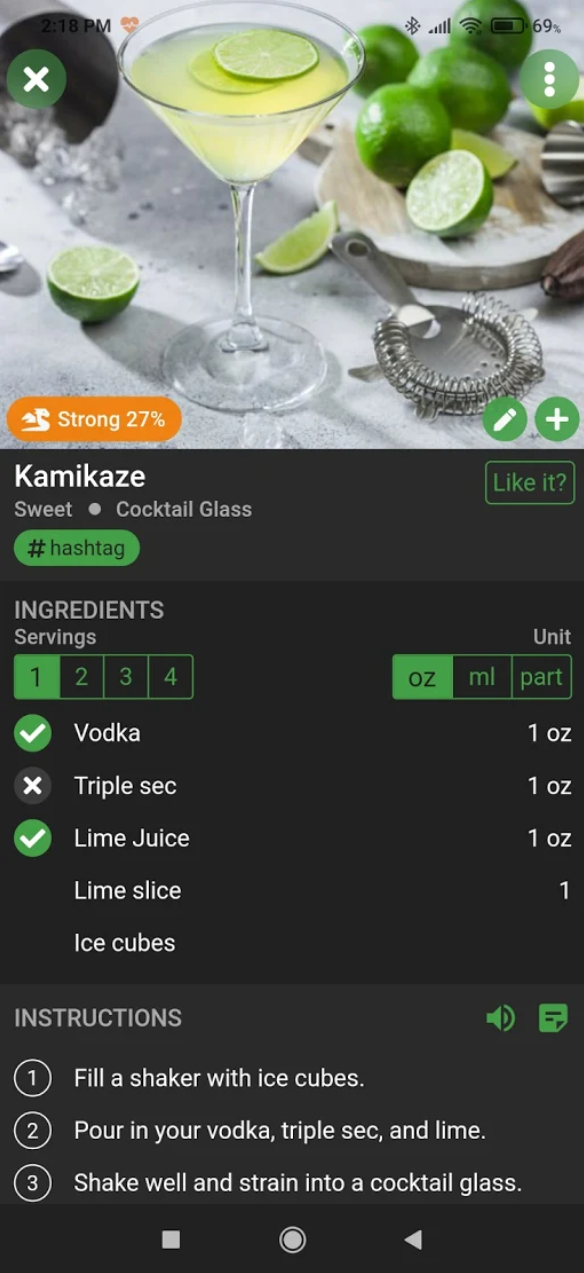 2:18 PM 69%
Strong 27%
Kamikaze
Like it?
Sweet ● Cocktail Glass
#hashtag
INGREDIENTS
Servings Unit
1 2 3 4 oz ml part
Vodka 1 oz
Triple sec 1 oz
Lime Juice 1 oz
Lime slice 1
Ice cubes
INSTRUCTIONS
1 Fill a shaker with ice cubes.
2 Pour in your vodka, triple sec, and lime.
3 Shake well and strain into a cocktail glass.